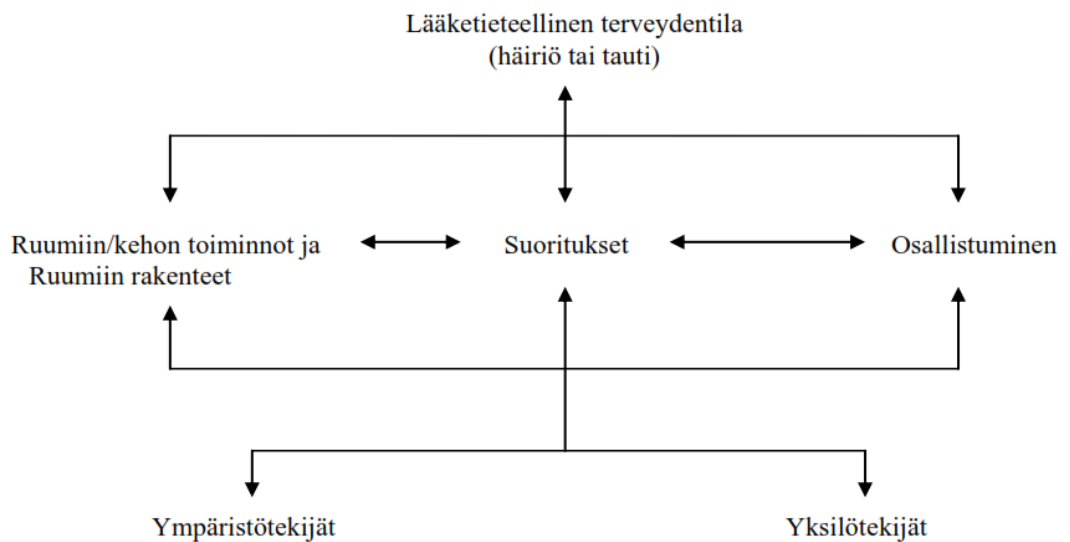 Lääketieteellinen terveydentila
(häiriö tai tauti)
Ruumiin/kehon toiminnot ja
Ruumiin rakenteet
Suoritukset
Osallistuminen
Ympäristötekijät
Yksilötekijät